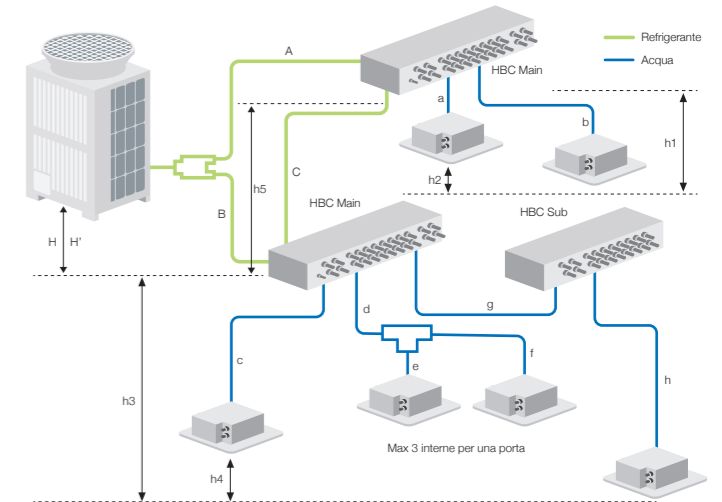 A
Refrigerante
Acqua
HBC Main
a
b
h1
h2
h5
C
B
H
H'
HBC Main
HBC Sub
d
g
c
e
f
h
h3
h4
Max 3 interne per una porta